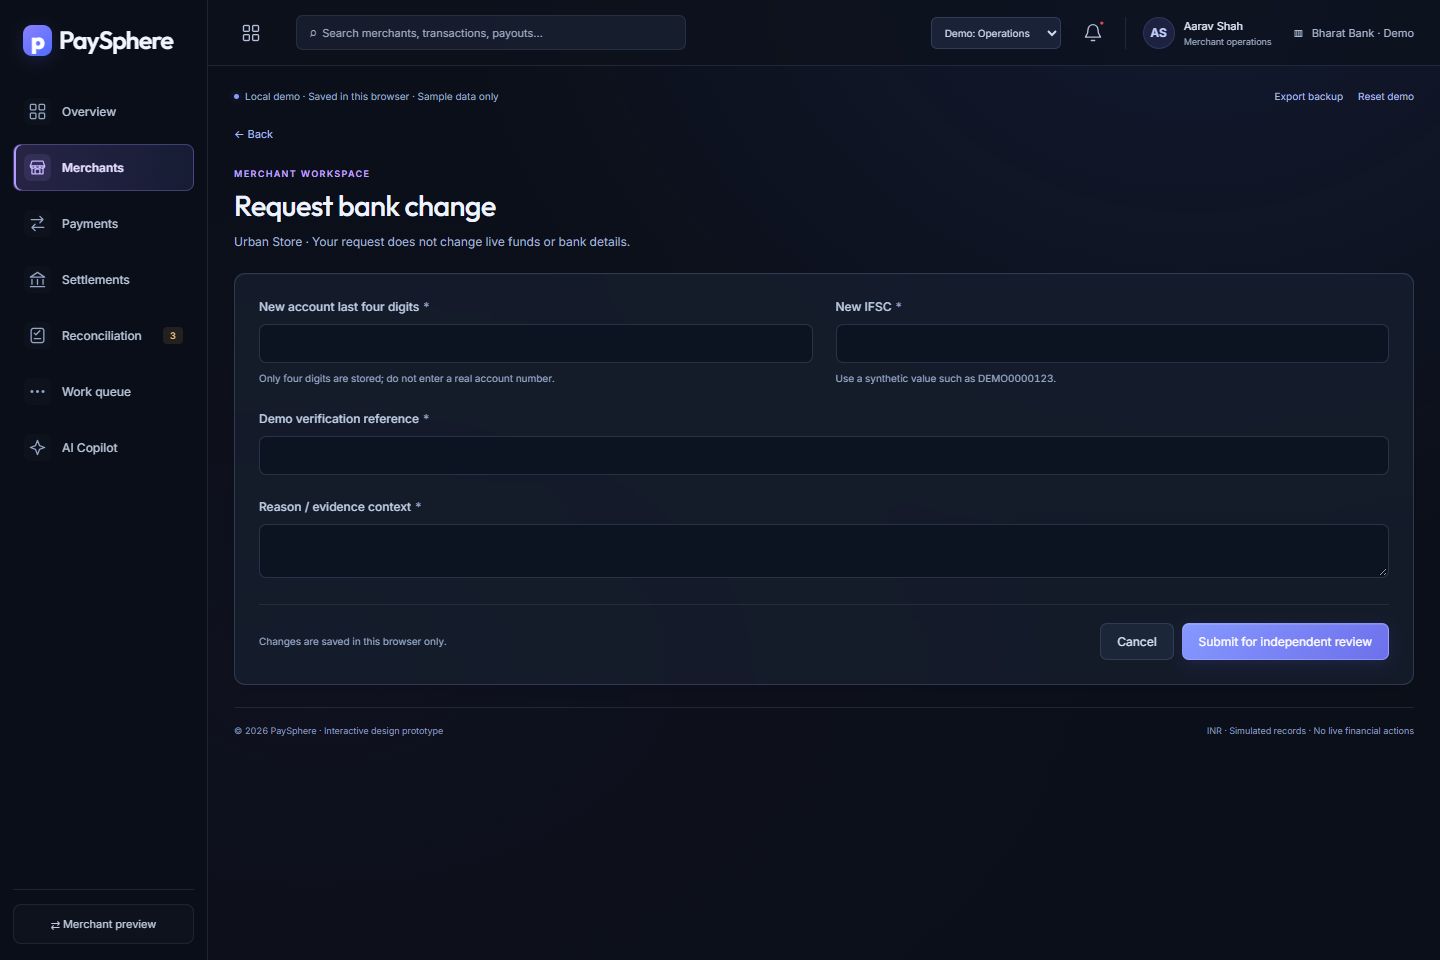 PaySphere
Search merchants, transactions, payouts...
Demo: Operations
AS
Aarav Shah
Merchant operations
Bharat Bank · Demo
Overview
Merchants
Payments
Settlements
Reconciliation 3
Work queue
AI Copilot
Merchant preview
Local demo · Saved in this browser · Sample data only
Export backup Reset demo
← Back
MERCHANT WORKSPACE
Request bank change
Urban Store · Your request does not change live funds or bank details.
New account last four digits *
Only four digits are stored; do not enter a real account number.
New IFSC *
Use a synthetic value such as DEMO0000123.
Demo verification reference *
Reason / evidence context *
Changes are saved in this browser only.
Cancel
Submit for independent review
© 2026 PaySphere · Interactive design prototype
INR · Simulated records · No live financial actions